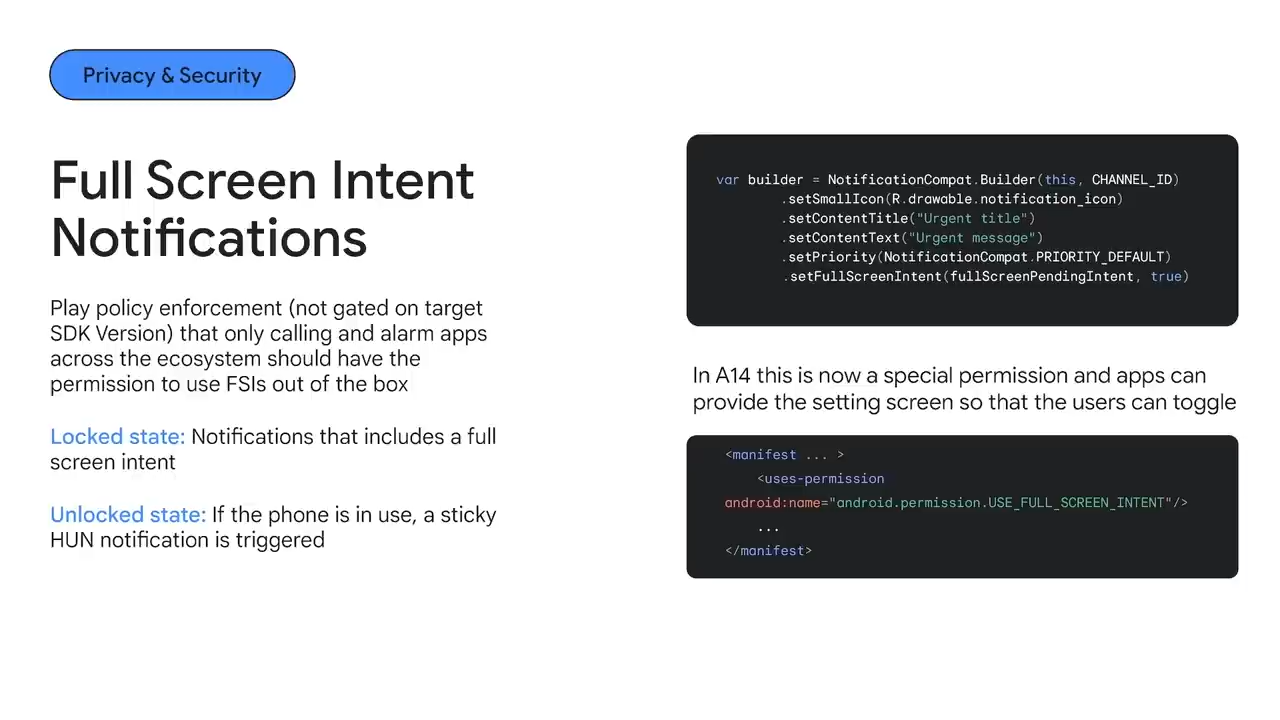 Privacy & Security
Full Screen Intent
Notifications
Play policy enforcement (not gated on target
SDK Version) that only calling and alarm apps
across the ecosystem should have the
permission to use FSIs out of the box
Locked state: Notifications that includes a full
screen intent
Unlocked state: If the phone is in use, a sticky
HUN notification is triggered
var builder = NotificationCompat.Builder(this, CHANNEL_ID)
.setSmallIcon(R.drawable.notification_icon)
.setContentTitle("Urgent title")
.setContentText("Urgent message")
.setPriority(NotificationCompat.PRIORITY_DEFAULT)
.setFullScreenIntent(fullScreenPendingIntent, true)
In A14 this is now a special permission and apps can
provide the setting screen so that the users can toggle
<manifest ... >
<uses-permission
android:name="android.permission.USE_FULL_SCREEN_INTENT"/>
...
</manifest>